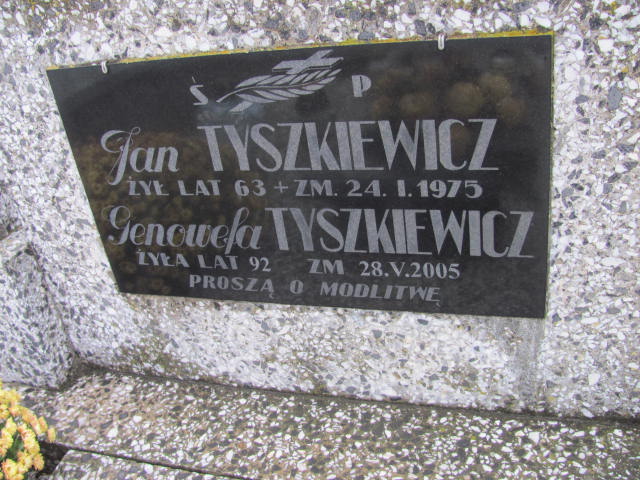 Ś P
Jan TYSZKIEWICZ
ŻYŁ LAT 63 + ZM. 24. I. 1975
Genowefa TYSZKIEWICZ
ŻYŁA LAT 92 ZM 28.V.2005
PROSZĄ O MODLITWĘ